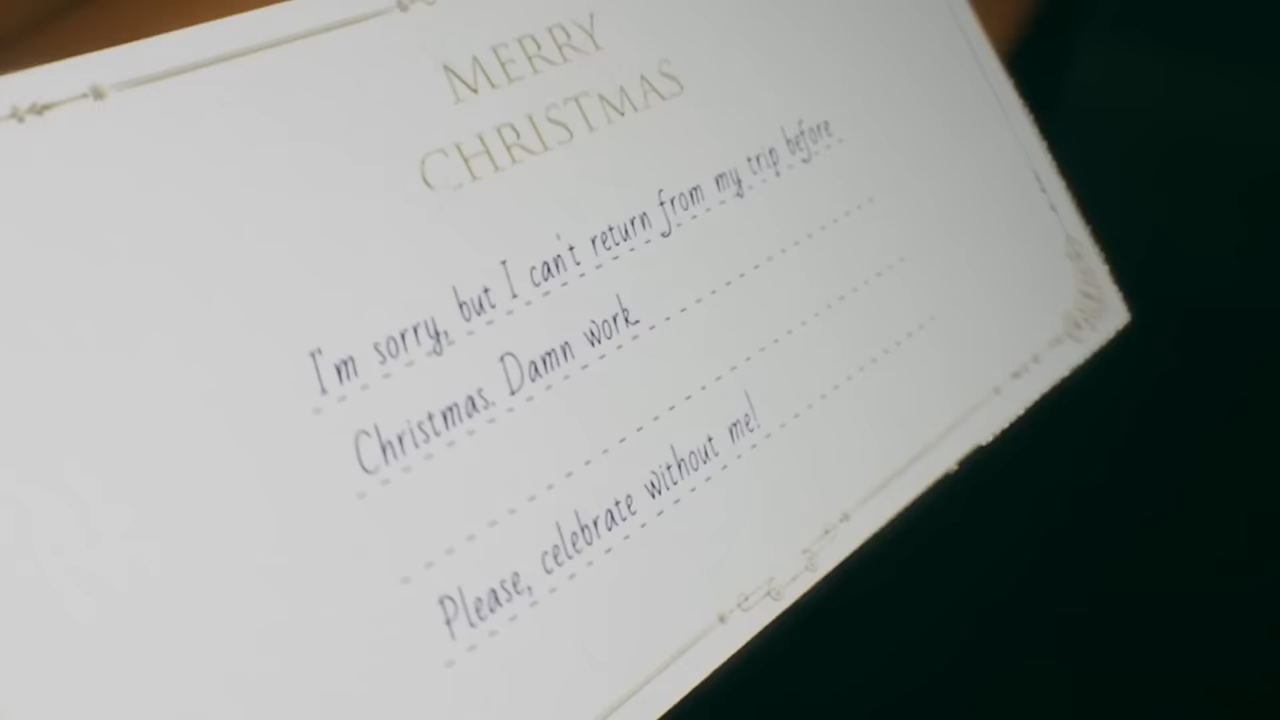 MERRY
CHRISTMAS
I'm sorry, but I can't return from my trip before
Christmas. Damn work
Please, celebrate without me!